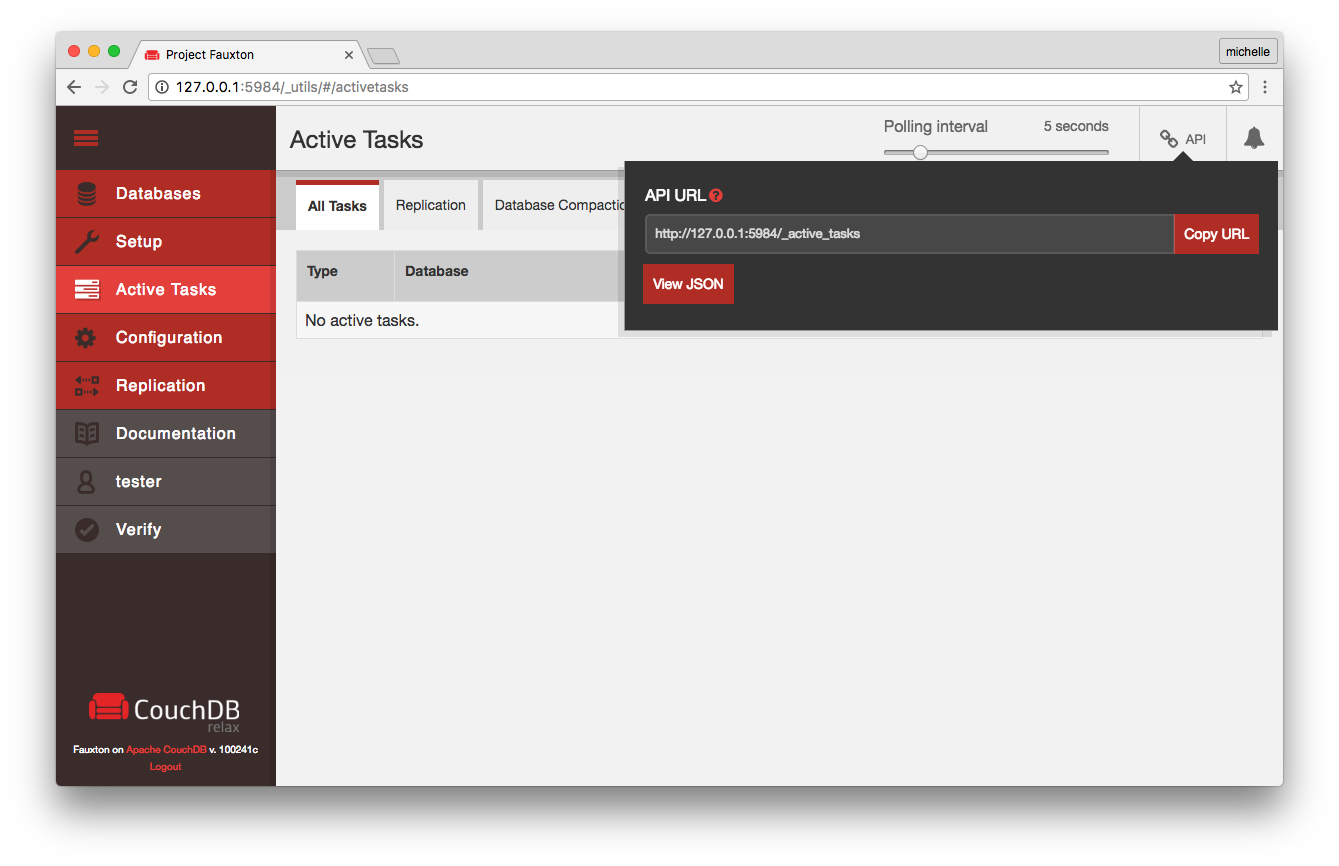 Project Fauxton
michelle
127.0.0.1:5984/_utils/#/activetasks
Active Tasks
Polling interval
5 seconds
API
Databases
Setup
Active Tasks
Configuration
Replication
Documentation
tester
Verify
All Tasks
Replication
Database Compactio
API URL
?
http://127.0.0.1:5984/_active_tasks
Copy URL
View JSON
Type
Database
No active tasks.
CouchDB
relax
Fauxton on Apache CouchDB v. 100241c
Logout